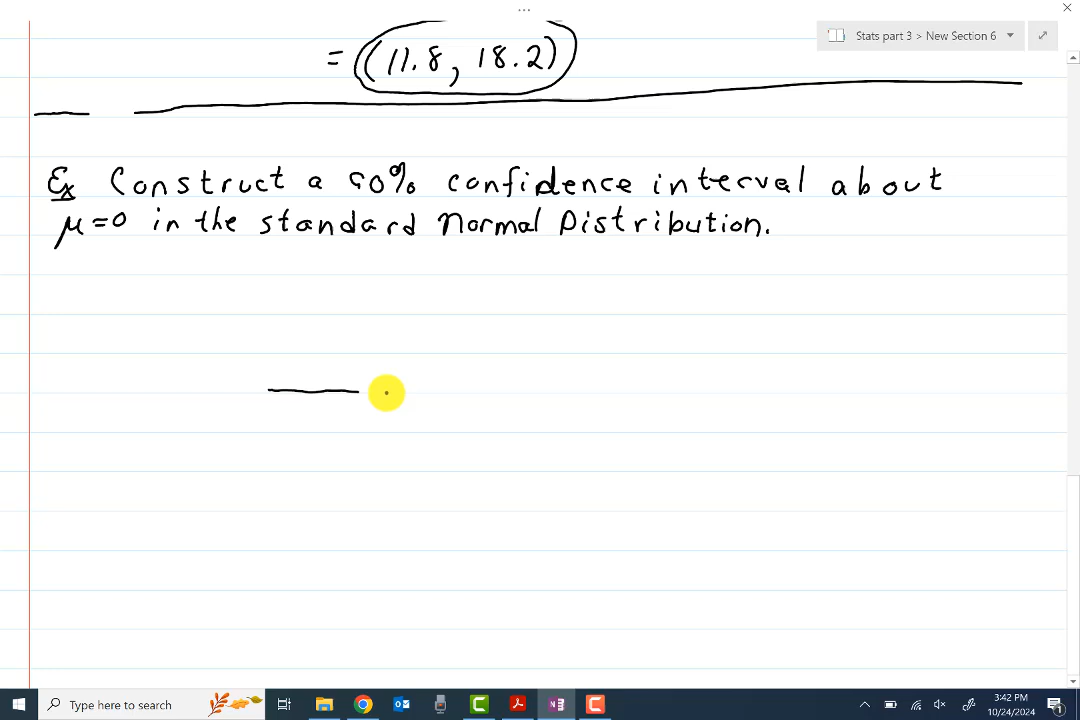 ...
= (11.8, 18.2)
Stats part 3 > New Section 6
Ex Construct a 90% confidence interval about
μ=0 in the standard Normal Distribution.
Type here to search
3:42 PM
10/24/2024
1